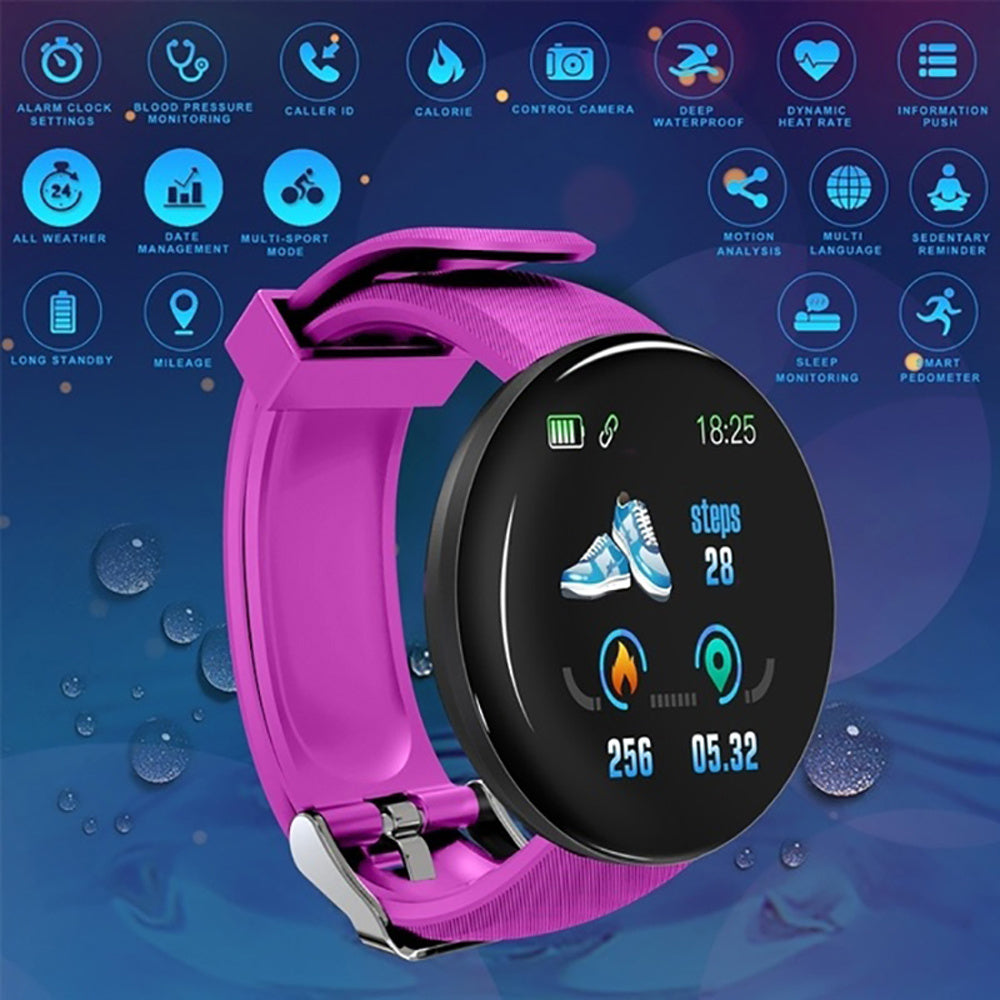 ALARM CLOCK
SETTINGS
BLOOD PRESSURE
MONITORING
CALLER ID
CALORIE
CONTROL CAMERA
DEEP
WATERPROOF
DYNAMIC
HEAT RATE
INFORMATION
PUSH
24
ALL WEATHER
DATE
MANAGEMENT
MULTI-SPORT
MODE
MOTION
ANALYSIS
MULTI
LANGUAGE
SEDENTARY
REMINDER
LONG STANDBY
MILEAGE
SLEEP
MONITORING
SMART
PEDOMETER
18:25
steps
28
256
05.32